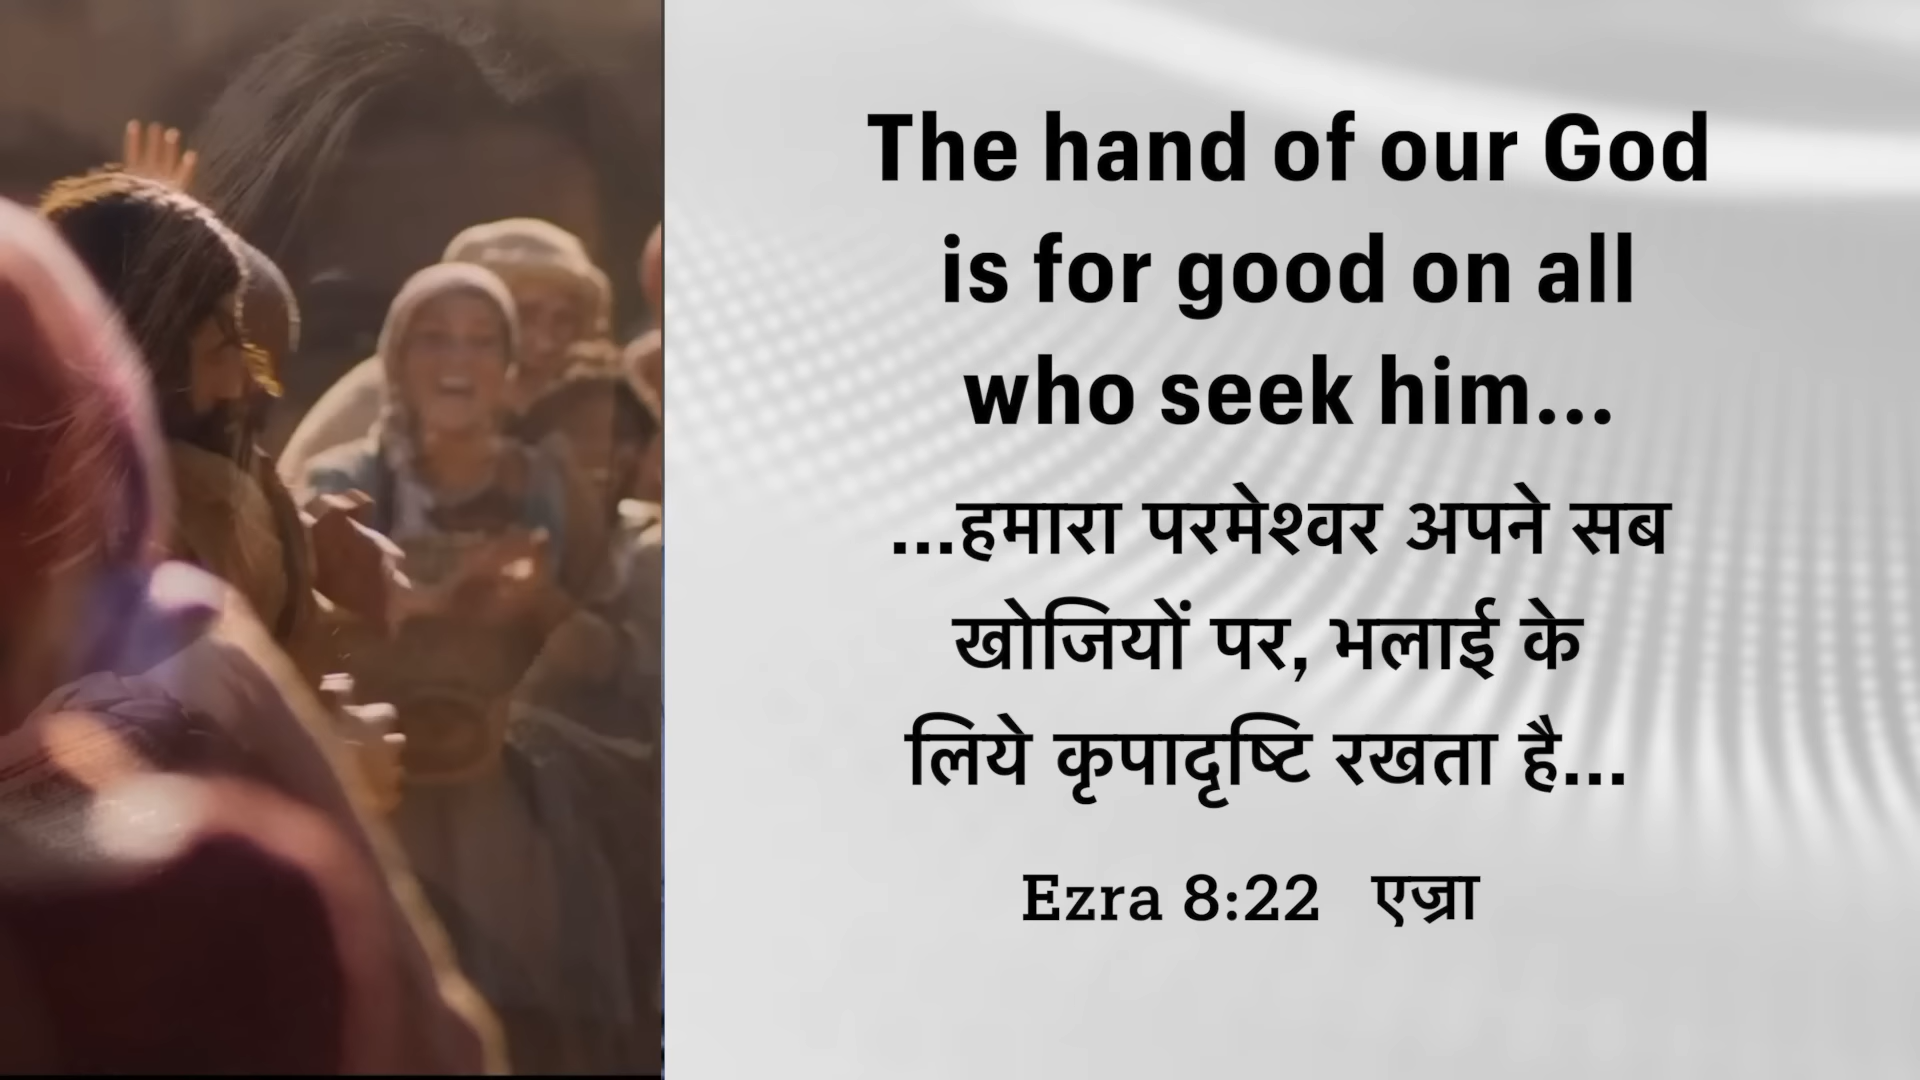 The hand of our God
is for good on all
who seek him...
...हमारा परमेश्वर अपने सब
खोजियों पर, भलाई के
लिये कृपादृष्टि रखता है...
Ezra 8:22 एज्रा